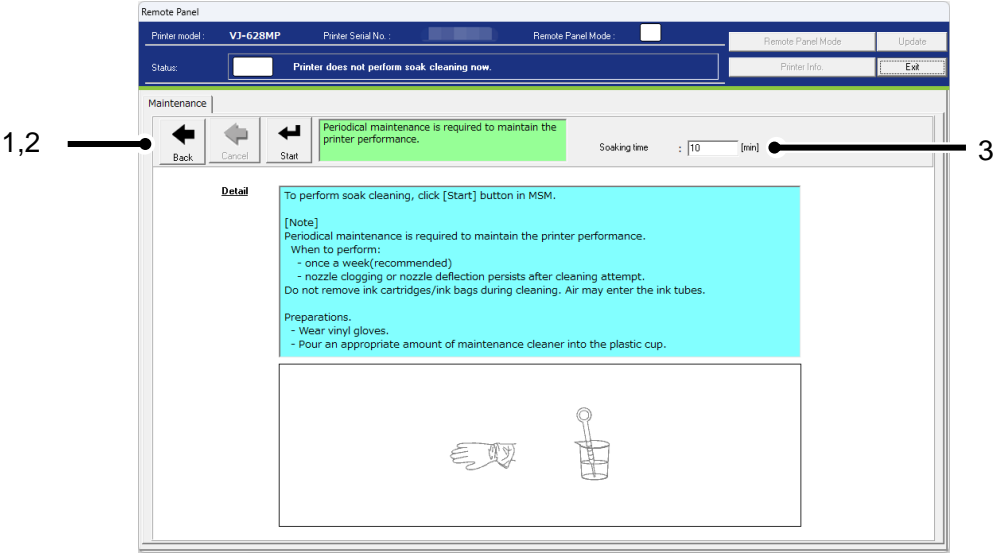 Remote Panel
Printer model : VJ-628MP Printer Serial No. : Remote Panel Mode :
Remote Panel Mode Update
Status: Printer does not perform soak cleaning now.
Printer Info. Exit
Maintenance
1,2
Back Cancel Start
Periodical maintenance is required to maintain the
printer performance.
Soaking time : 10 [min]
3
Detail
To perform soak cleaning, click [Start] button in MSM.
[Note]
Periodical maintenance is required to maintain the printer performance.
When to perform:
- once a week(recommended)
- nozzle clogging or nozzle deflection persists after cleaning attempt.
Do not remove ink cartridges/ink bags during cleaning. Air may enter the ink tubes.
Preparations.
- Wear vinyl gloves.
- Pour an appropriate amount of maintenance cleaner into the plastic cup.